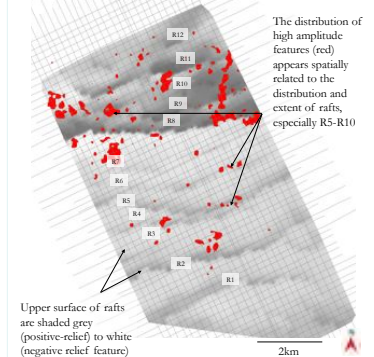 The distribution of
high amplitude
features (red)
appears spatially
related to the
distribution and
extent of rafts,
especially R5-R10
R12
R11
R10
R9
R8
R7
R6
R5
R4
R3
R2
R1
Upper surface of rafts
are shaded grey
(positive-relief) to white
(negative relief feature)
2km